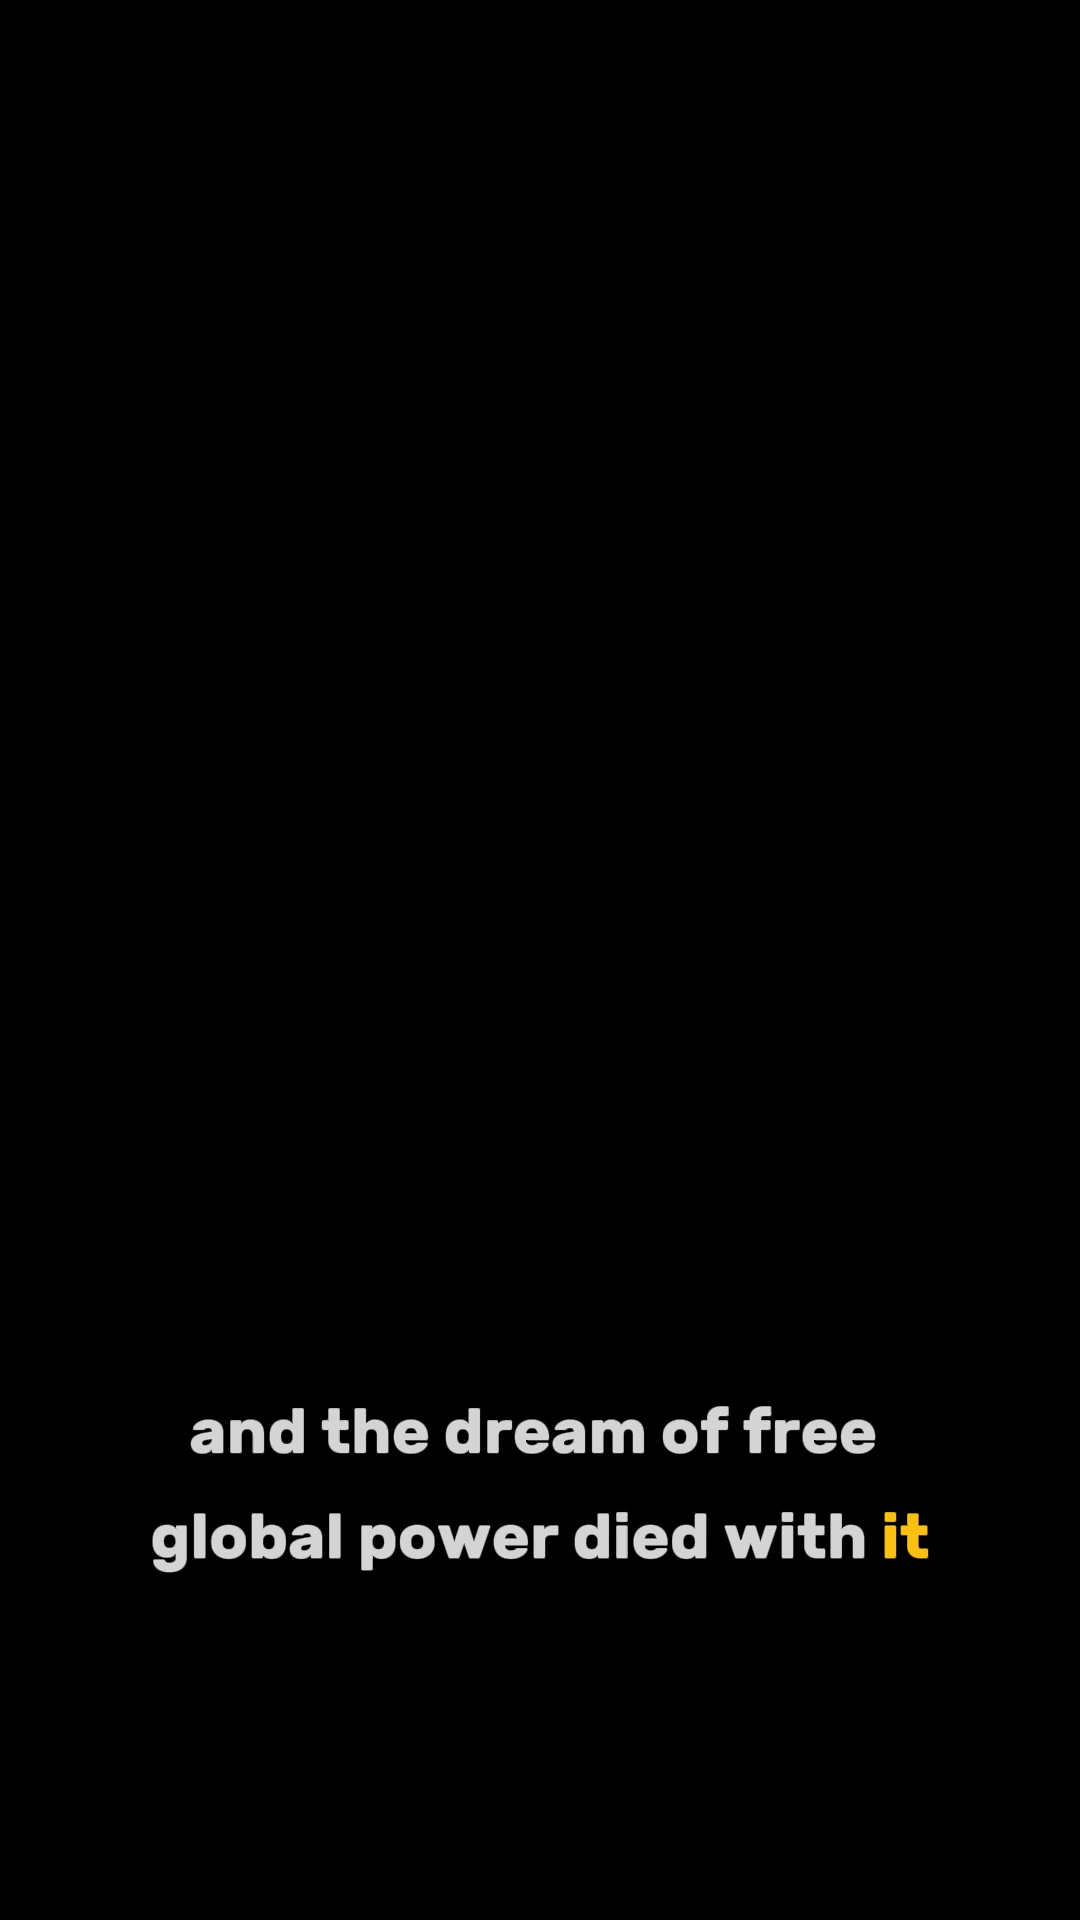 and the dream of free
global power died with it